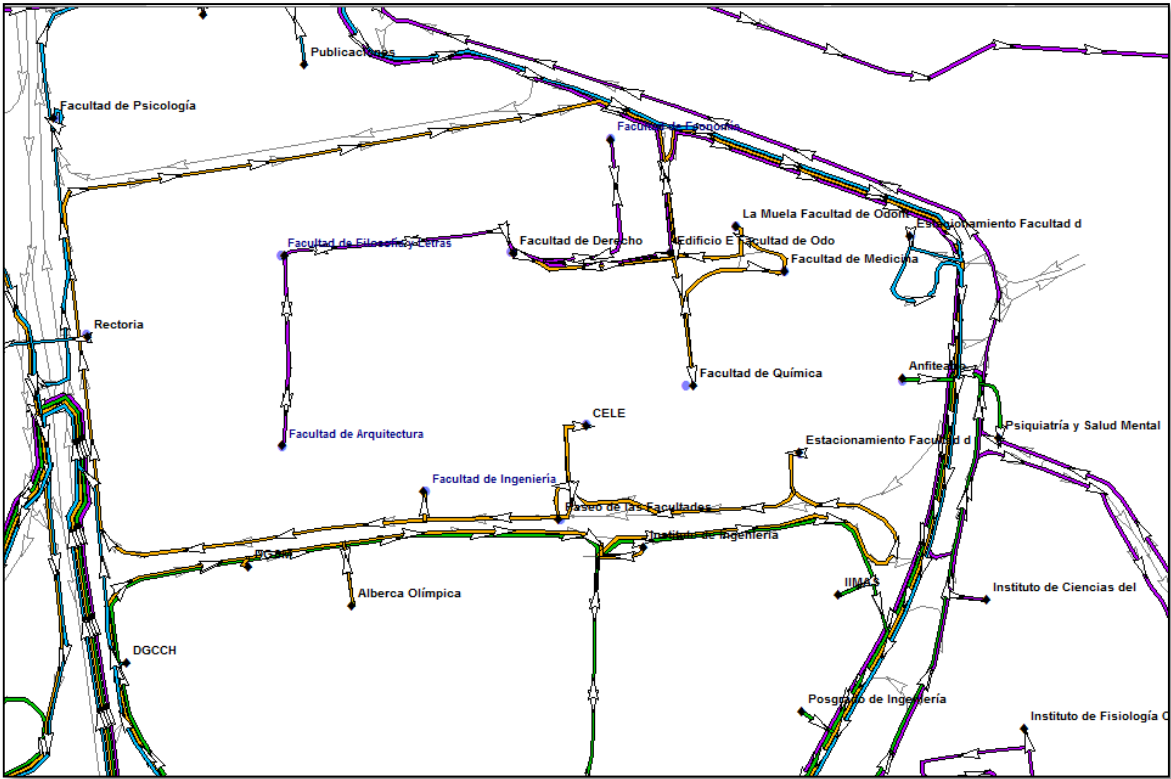 Publicaciones
Facultad de Psicología
Facultad de Economía
La Muela Facultad de Odont
Estacionamiento Facultad d
Facultad de Filosofía y Letras
Facultad de Derecho
Edificio E Facultad de Odo
Facultad de Medicina
Rectoria
Anfiteatro
Facultad de Química
CELE
Psiquiatría y Salud Mental
Facultad de Arquitectura
Estacionamiento Facultad d
Facultad de Ingeniería
Paseo de las Facultades
Instituto de Ingeniería
IIMAS
Instituto de Ciencias del
Alberca Olímpica
DGCCH
Posgrado de Ingeniería
Instituto de Fisiología C